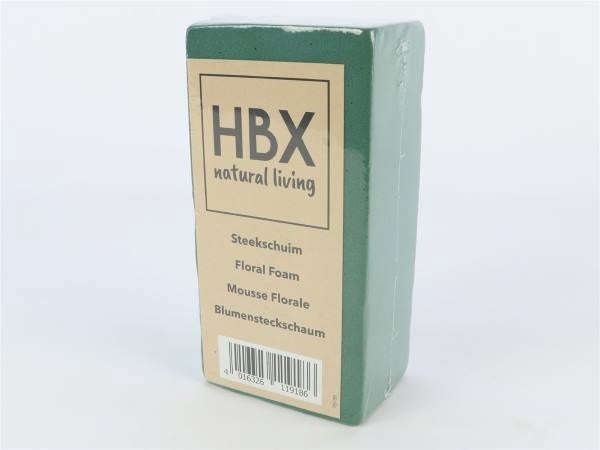 HBX
natural living
Steekschuim
Floral Foam
Mousse Florale
Blumensteckschaum
4 016326 119186